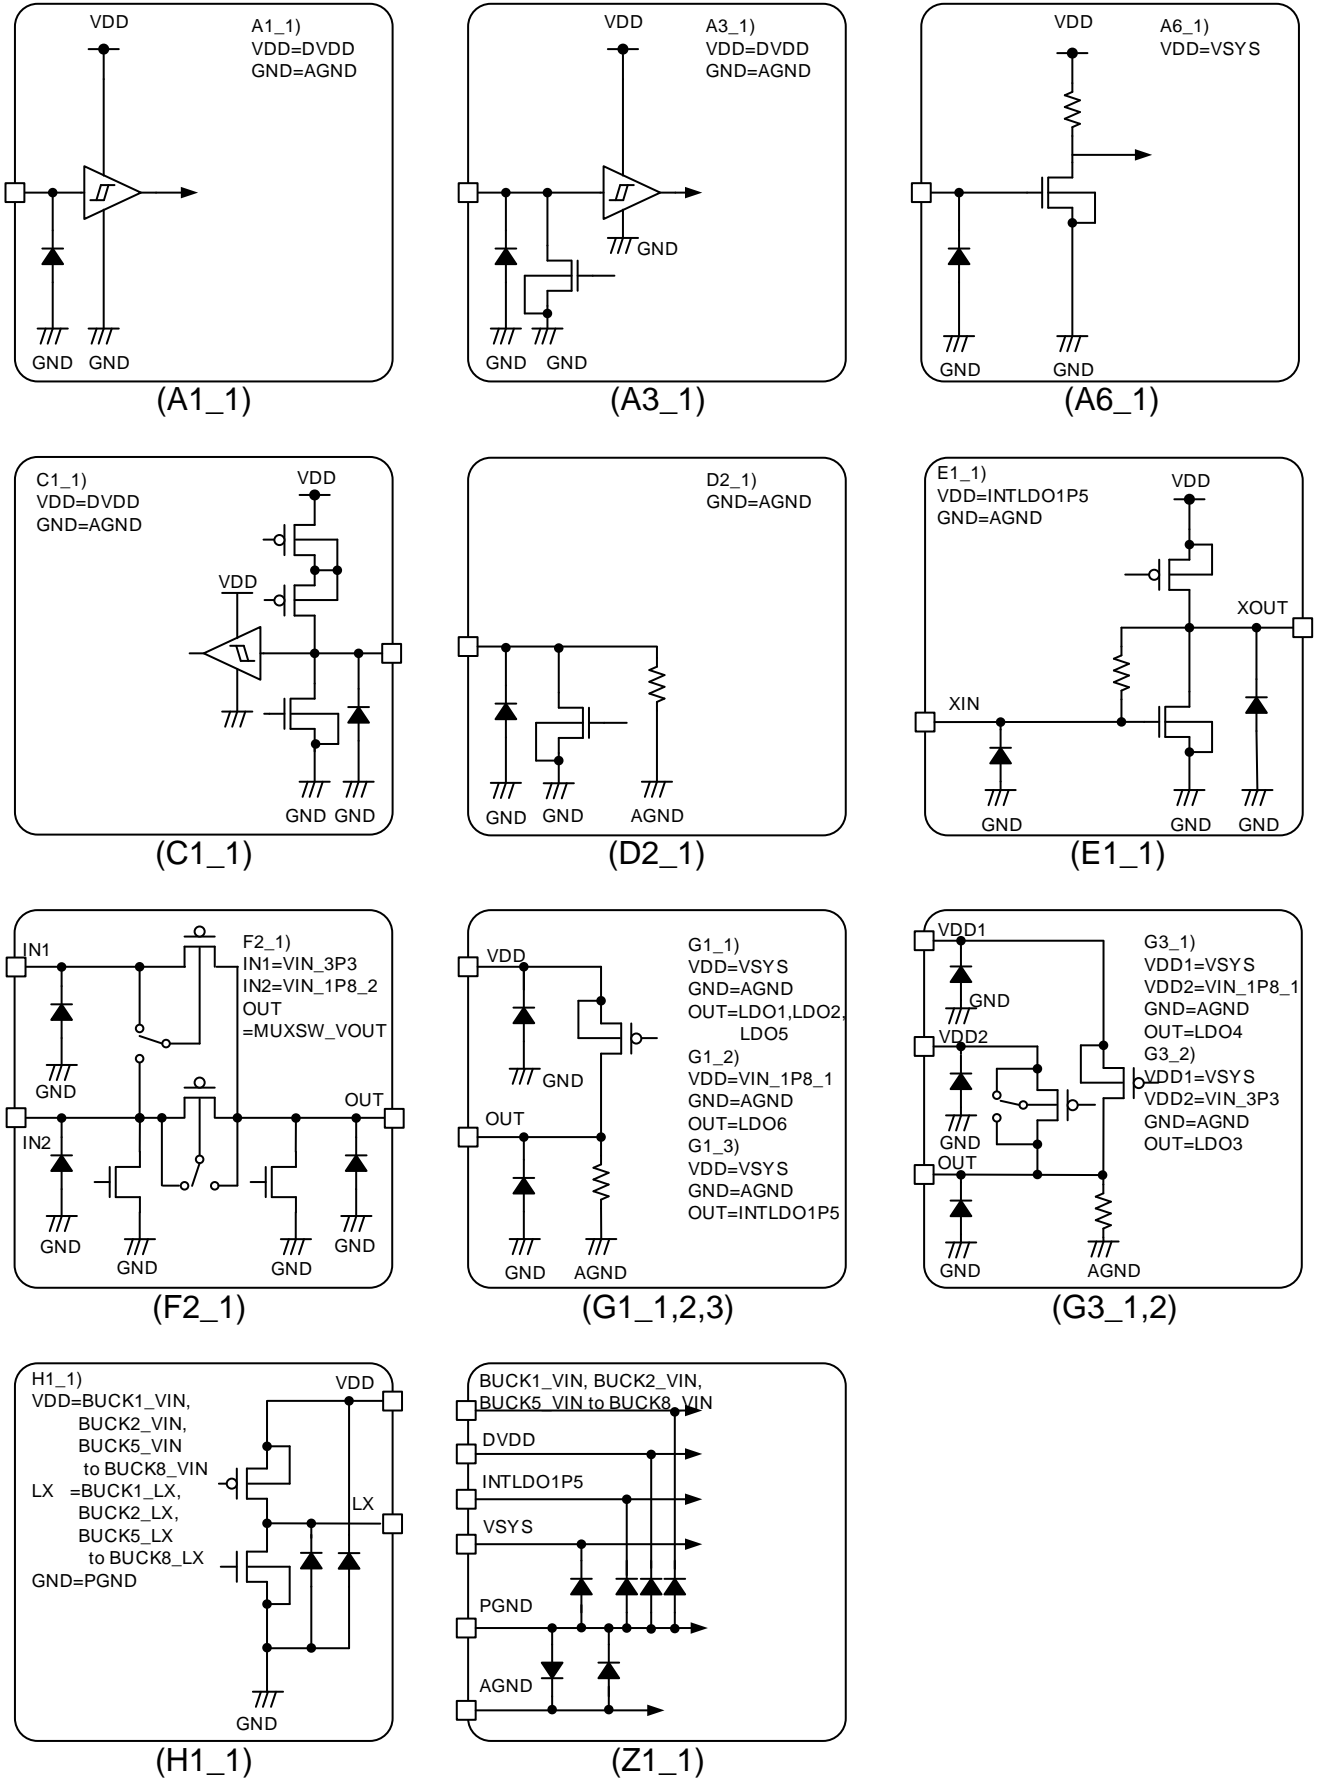 VDD
A1_1)
VDD=DVDD
GND=AGND
GND
GND
(A1_1)
VDD
A3_1)
VDD=DVDD
GND=AGND
GND
GND
GND
(A3_1)
VDD
A6_1)
VDD=VSYS
GND
GND
(A6_1)
C1_1)
VDD=DVDD
GND=AGND
VDD
VDD
GND
GND
(C1_1)
D2_1)
GND=AGND
GND
GND
AGND
(D2_1)
E1_1)
VDD=INTLDO1P5
GND=AGND
VDD
XOUT
XIN
GND
GND
GND
(E1_1)
IN1
F2_1)
IN1=VIN_3P3
IN2=VIN_1P8_2
OUT
=MUXSW_VOUT
GND
OUT
IN2
GND
GND
GND
GND
(F2_1)
VDD
GND
OUT
GND
AGND
G1_1)
VDD=VSYS
GND=AGND
OUT=LDO1,LDO2,
LDO5
G1_2)
VDD=VIN_1P8_1
GND=AGND
OUT=LDO6
G1_3)
VDD=VSYS
GND=AGND
OUT=INTLDO1P5
(G1_1,2,3)
VDD1
GND
VDD2
GND
OUT
GND
AGND
G3_1)
VDD1=VSYS
VDD2=VIN_1P8_1
GND=AGND
OUT=LDO4
G3_2)
VDD1=VSYS
VDD2=VIN_3P3
GND=AGND
OUT=LDO3
(G3_1,2)
H1_1)
VDD=BUCK1_VIN,
BUCK2_VIN,
BUCK5_VIN
to BUCK8_VIN
LX =BUCK1_LX,
BUCK2_LX,
BUCK5_LX
to BUCK8_LX
GND=PGND
VDD
LX
GND
(H1_1)
BUCK1_VIN, BUCK2_VIN,
BUCK5_VIN to BUCK8_VIN
DVDD
INTLDO1P5
VSYS
PGND
AGND
(Z1_1)